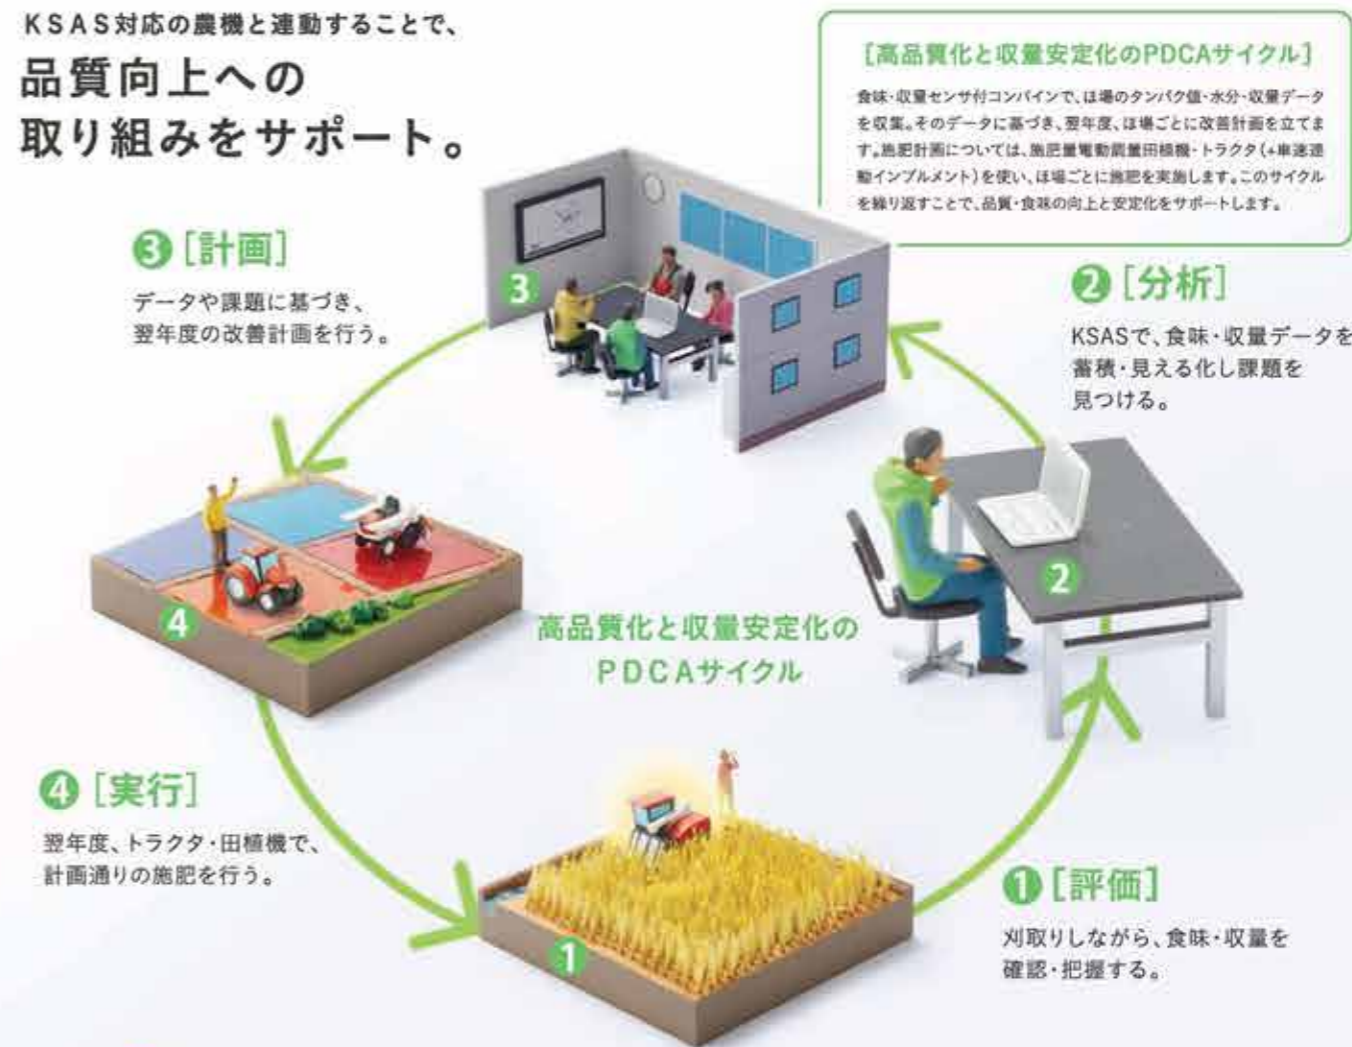 KSAS対応の農機と連動することで、
品質向上への
取り組みをサポート。
[高品質化と収量安定化のPDCAサイクル]
食味・収量センサ付コンバインで、ほ場のタンパク値・水分・収量データ
を収集。そのデータに基づき、翌年度、ほ場ごとに改善計画を立てま
す。施肥計画については、施肥量電動調量田植機・トラクタ(+車速連
動インプルメント)を使い、ほ場ごとに施肥を実施します。このサイクル
を繰り返すことで、品質・食味の向上と安定化をサポートします。
3 [計画]
データや課題に基づき、
翌年度の改善計画を行う。
3
2 [分析]
KSASで、食味・収量データを
蓄積・見える化し課題を
見つける。
2
4
高品質化と収量安定化の
PDCAサイクル
4 [実行]
翌年度、トラクタ・田植機で、
計画通りの施肥を行う。
1
1 [評価]
刈取りしながら、食味・収量を
確認・把握する。